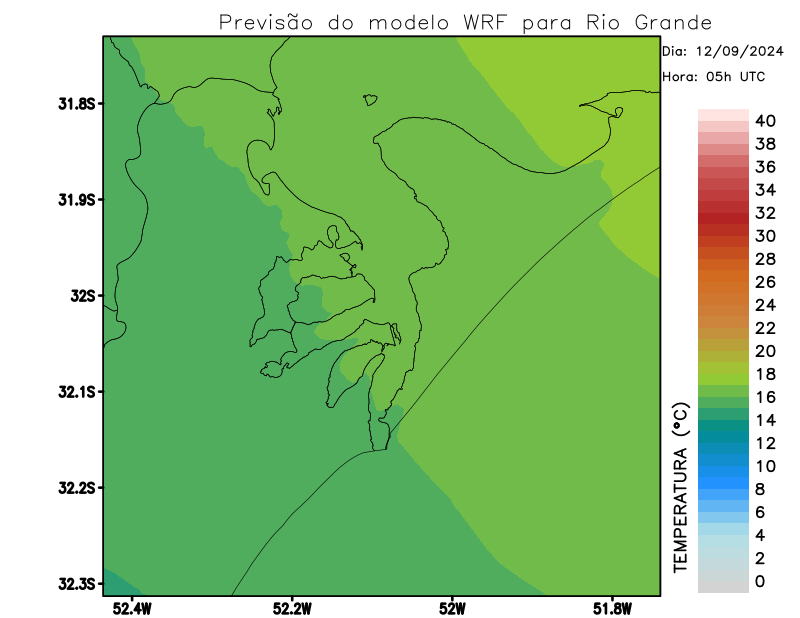 Previsão do modelo WRF para Rio Grande
Dia: 12/09/2024
Hora: 05h UTC
31.8S
31.9S
32S
32.1S
32.2S
32.3S
52.4W
52.2W
52W
51.8W
TEMPERATURA (°C)
40
38
36
34
32
30
28
26
24
22
20
18
16
14
12
10
8
6
4
2
0